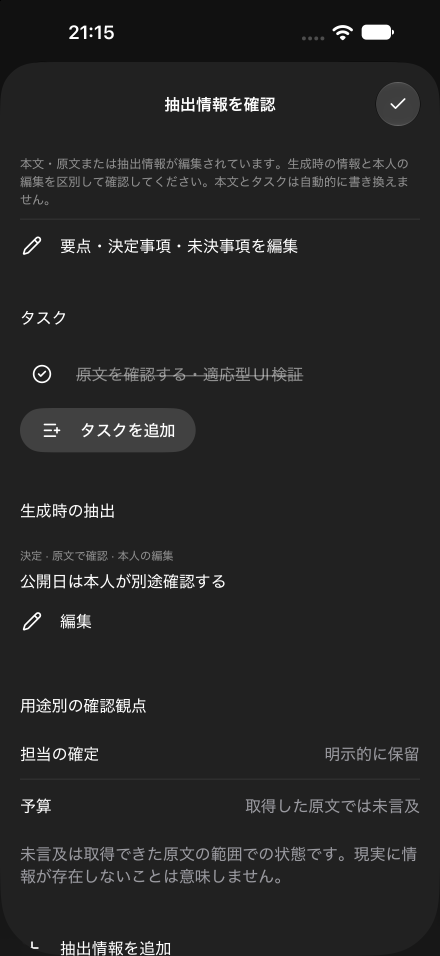 21:15
抽出情報を確認
本文・原文または抽出情報が編集されています。生成時の情報と本人の
編集を区別して確認してください。本文とタスクは自動的に書き換えま
せん。
要点・決定事項・未決事項を編集
タスク
原文を確認する・適応型UI検証
タスクを追加
生成時の抽出
決定・原文で確認・本人の編集
公開日は本人が別途確認する
編集
用途別の確認観点
担当の確定 明示的に保留
予算 取得した原文では未言及
未言及は取得できた原文の範囲での状態です。現実に情
報が存在しないことは意味しません。
抽出情報を追加